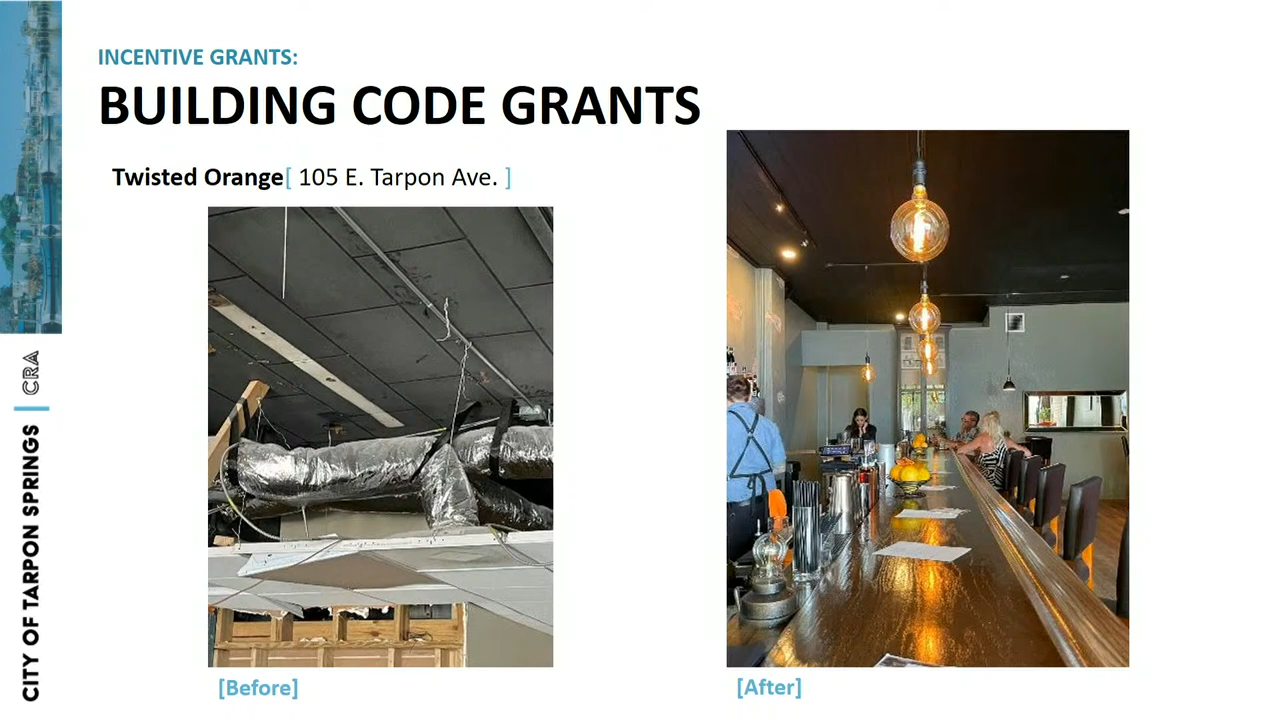 INCENTIVE GRANTS:
BUILDING CODE GRANTS
Twisted Orange[ 105 E. Tarpon Ave. ]
[Before]
[After]
CITY OF TARPON SPRINGS | CRA